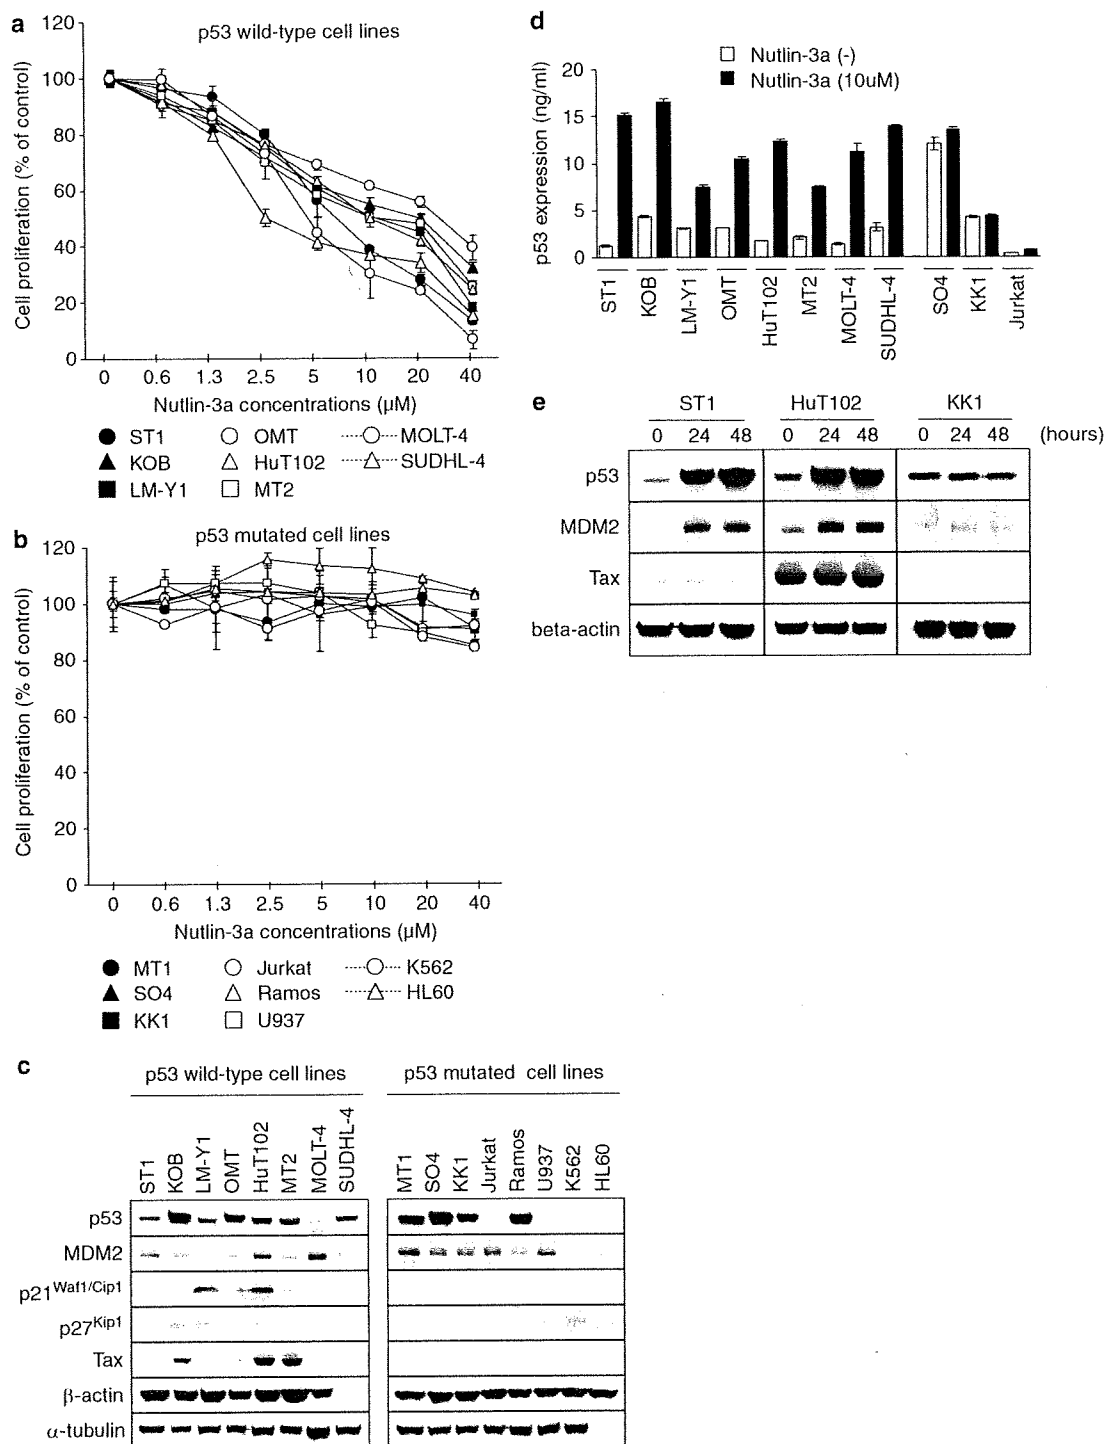 a
p53 wild-type cell lines
120
100
80
60
40
20
0
Cell proliferation (% of control)
0 0.6 1.3 2.5 5 10 20 40
Nutlin-3a concentrations (µM)
ST1 OMT MOLT-4
KOB HuT102 SUDHL-4
LM-Y1 MT2
b
p53 mutated cell lines
120
100
80
60
40
20
0
Cell proliferation (% of control)
0 0.6 1.3 2.5 5 10 20 40
Nutlin-3a concentrations (µM)
MT1 Jurkat K562
SO4 Ramos HL60
KK1 U937
c
p53 wild-type cell lines
p53 mutated cell lines
ST1 KOB LM-Y1 OMT HuT102 MT2 MOLT-4 SUDHL-4
MT1 SO4 KK1 Jurkat Ramos U937 K562 HL60
p53
MDM2
p21Waf1/Cip1
p27Kip1
Tax
β-actin
α-tubulin
d
Nutlin-3a (-)
Nutlin-3a (10uM)
20
15
10
5
0
p53 expression (ng/ml)
ST1 KOB LM-Y1 OMT HuT102 MT2 MOLT-4 SUDHL-4 SO4 KK1 Jurkat
e
ST1 HuT102 KK1
0 24 48 0 24 48 0 24 48 (hours)
p53
MDM2
Tax
beta-actin